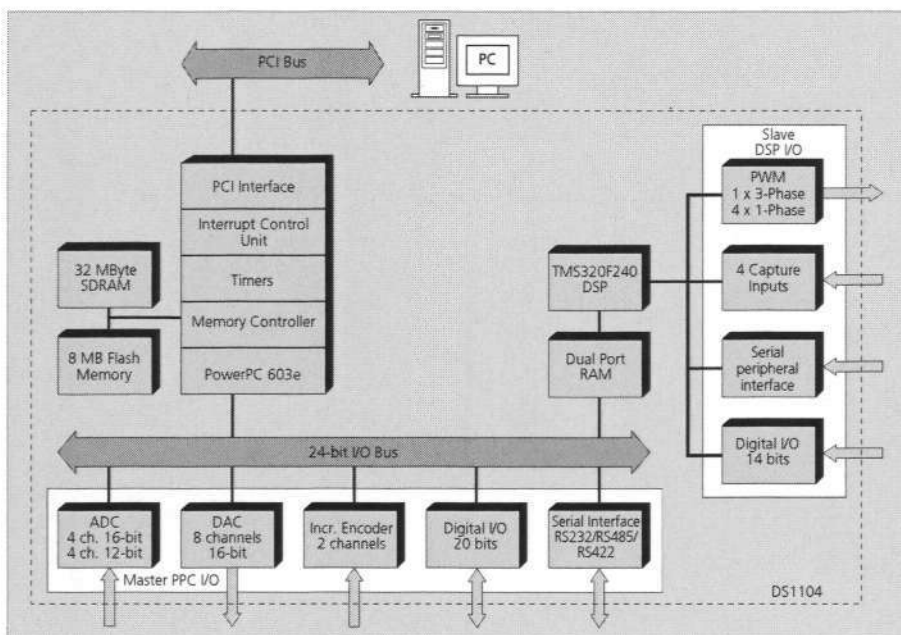 PCI Bus
PC
Slave
DSP I/O
PWM
1 x 3-Phase
4 x 1-Phase
PCI Interface
Interrupt Control
Unit
Timers
Memory Controller
PowerPC 603e
32 MByte
SDRAM
8 MB Flash
Memory
TMS320F240
DSP
Dual Port
RAM
4 Capture
Inputs
Serial
peripheral
interface
Digital I/O
14 bits
24-bit I/O Bus
ADC
4 ch. 16-bit
4 ch. 12-bit
DAC
8 channels
16-bit
Incr. Encoder
2 channels
Digital I/O
20 bits
Serial Interface
RS232/RS485/
RS422
Master PPC I/O
DS1104